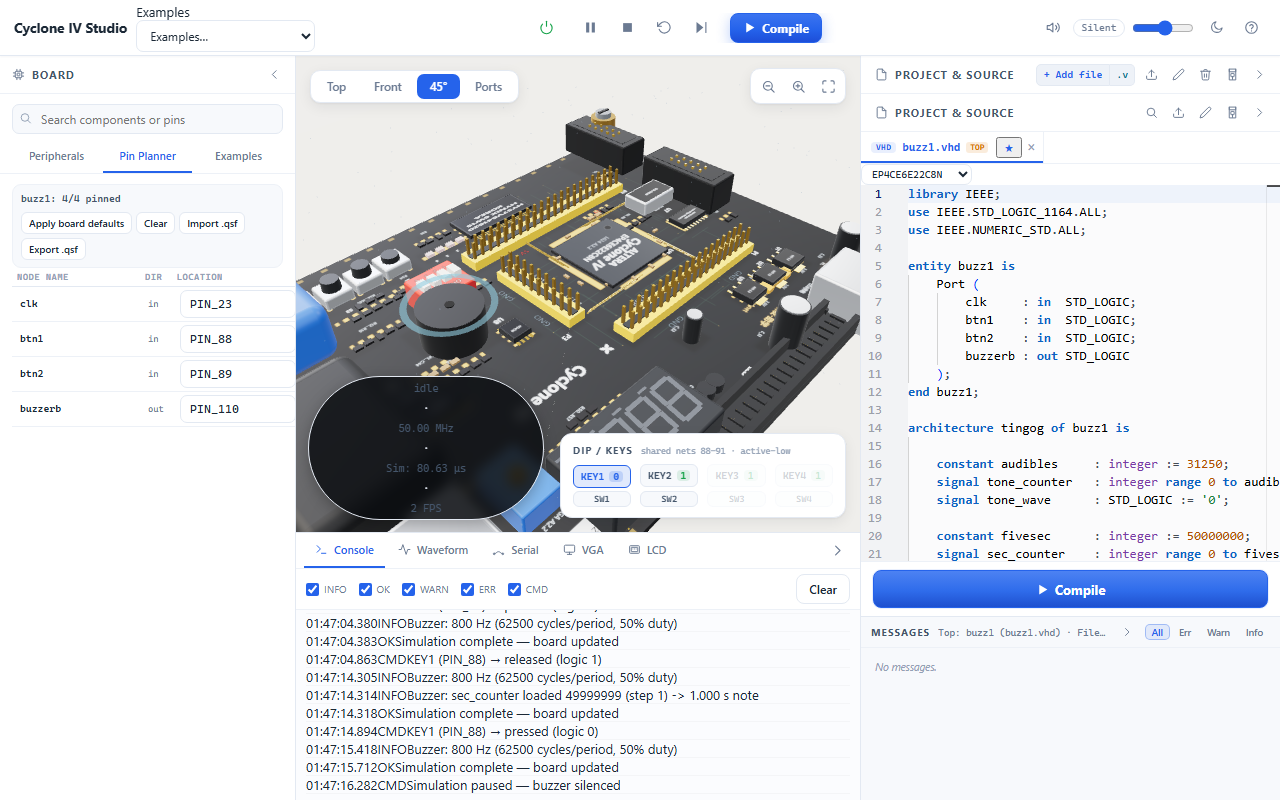 Cyclone IV Studio
Examples
Examples...
Compile
Silent
BOARD
Search components or pins
Peripherals
Pin Planner
Examples
buzz1: 4/4 pinned
Apply board defaults
Clear
Import .qsf
Export .qsf
NODE NAME DIR LOCATION
clk in PIN_23
btn1 in PIN_88
btn2 in PIN_89
buzzerb out PIN_110
Top
Front
45°
Ports
ALTERA
Cyclone IV
Cyclone
idle
·
50.00 MHz
·
Sim: 80.63 µs
·
2 FPS
DIP / KEYS shared nets 88–91 · active-low
KEY1 0
KEY2 1
KEY3 1
KEY4 1
SW1
SW2
SW3
SW4
Console
Waveform
Serial
VGA
LCD
INFO
OK
WARN
ERR
CMD
Clear
01:47:04.380INFOBuzzer: 800 Hz (62500 cycles/period, 50% duty)
01:47:04.383OKSimulation complete — board updated
01:47:04.863CMDKEY1 (PIN_88) → released (logic 1)
01:47:14.305INFOBuzzer: 800 Hz (62500 cycles/period, 50% duty)
01:47:14.314INFOBuzzer: sec_counter loaded 49999999 (step 1) -> 1.000 s note
01:47:14.318OKSimulation complete — board updated
01:47:14.894CMDKEY1 (PIN_88) → pressed (logic 0)
01:47:15.418INFOBuzzer: 800 Hz (62500 cycles/period, 50% duty)
01:47:15.712OKSimulation complete — board updated
01:47:16.282CMDSimulation paused — buzzer silenced
PROJECT & SOURCE
+ Add file .v
PROJECT & SOURCE
VHD buzz1.vhd TOP ★ ×
EP4CE6E22C8N
1 library IEEE;
2 use IEEE.STD_LOGIC_1164.ALL;
3 use IEEE.NUMERIC_STD.ALL;
4
5 entity buzz1 is
6 Port (
7 clk : in STD_LOGIC;
8 btn1 : in STD_LOGIC;
9 btn2 : in STD_LOGIC;
10 buzzerb : out STD_LOGIC
11 );
12 end buzz1;
13
14 architecture tingog of buzz1 is
15
16 constant audibles : integer := 31250;
17 signal tone_counter : integer range 0 to audib
18 signal tone_wave : STD_LOGIC := '0';
19
20 constant fivesec : integer := 50000000;
21 signal sec_counter : integer range 0 to fives
Compile
MESSAGES Top: buzz1 (buzz1.vhd) · File…
All
Err
Warn
Info
No messages.